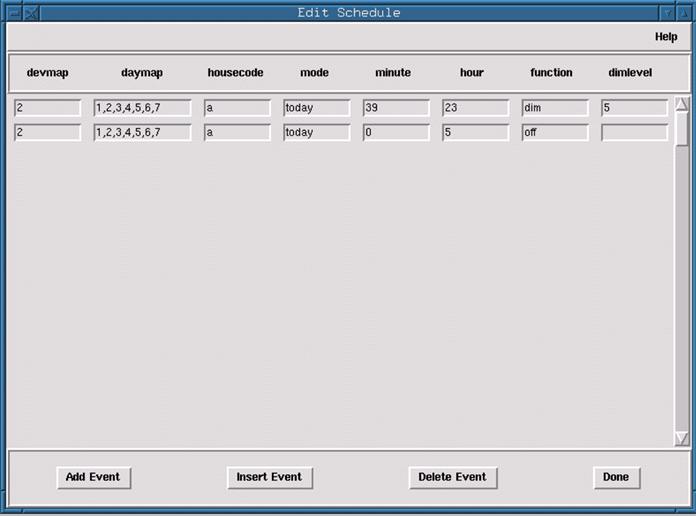 Edit Schedule
Help
devmap daymap housecode mode minute hour function dimlevel
2 1,2,3,4,5,6,7 a today 39 23 dim 5
2 1,2,3,4,5,6,7 a today 0 5 off
Add Event Insert Event Delete Event Done